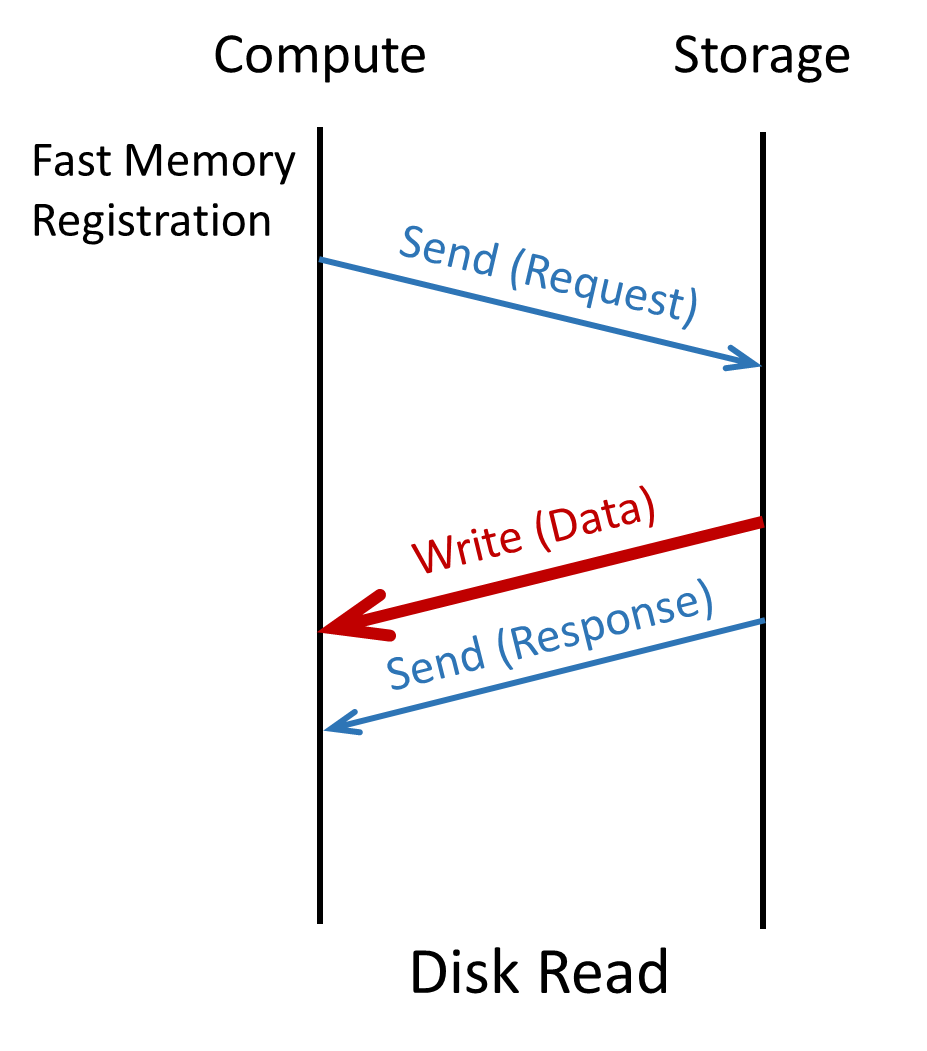 Compute
Storage
Fast Memory
Registration
Send (Request)
Write (Data)
Send (Response)
Disk Read